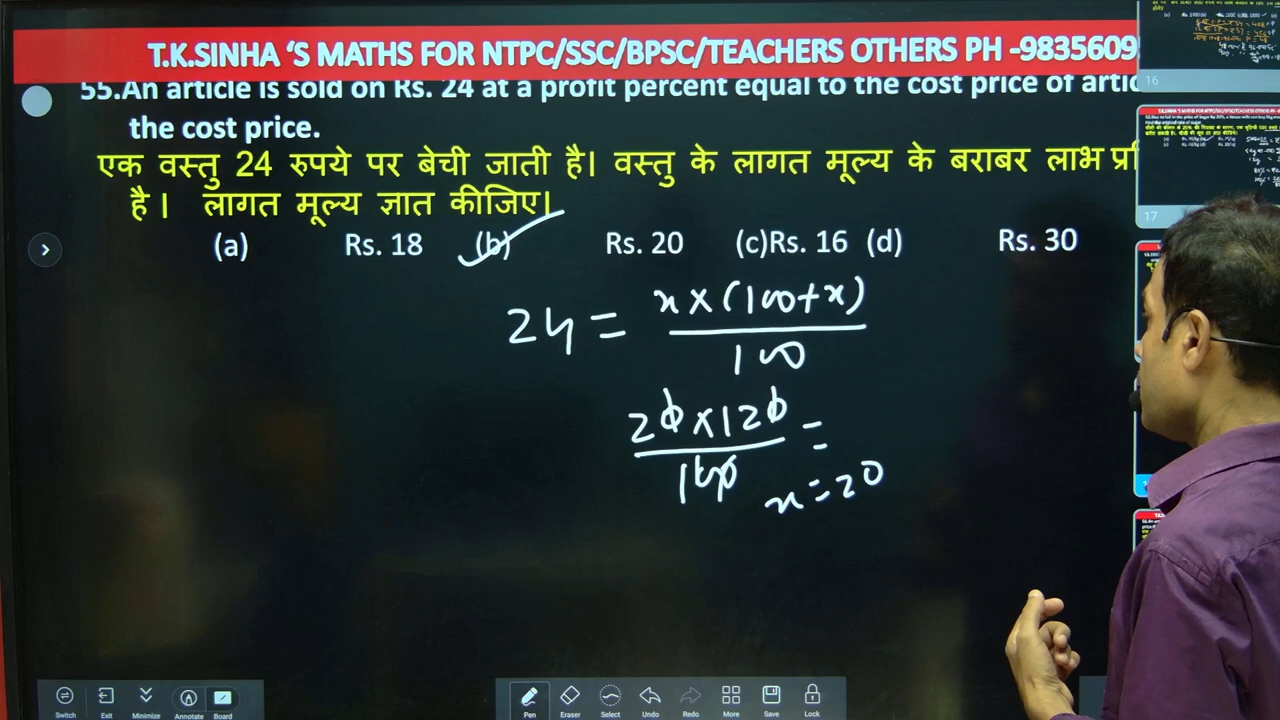 T.K.SINHA ‘S MATHS FOR NTPC/SSC/BPSC/TEACHERS OTHERS PH -9835609
55.An article is sold on Rs. 24 at a profit percent equal to the cost price of
the cost price.
एक वस्तु 24 रुपये पर बेची जाती है। वस्तु के लागत मूल्य के बराबर लाभ
है। लागत मूल्य ज्ञात कीजिए।
(a) Rs. 18 (b) Rs. 20 (c)Rs. 16 (d) Rs. 30
24 = x × (100+x)
100
20 × 120 =
100
x = 20
16
17
Switch Exit Minimize Annotate Board Pen Eraser Select Undo Redo More Save Lock